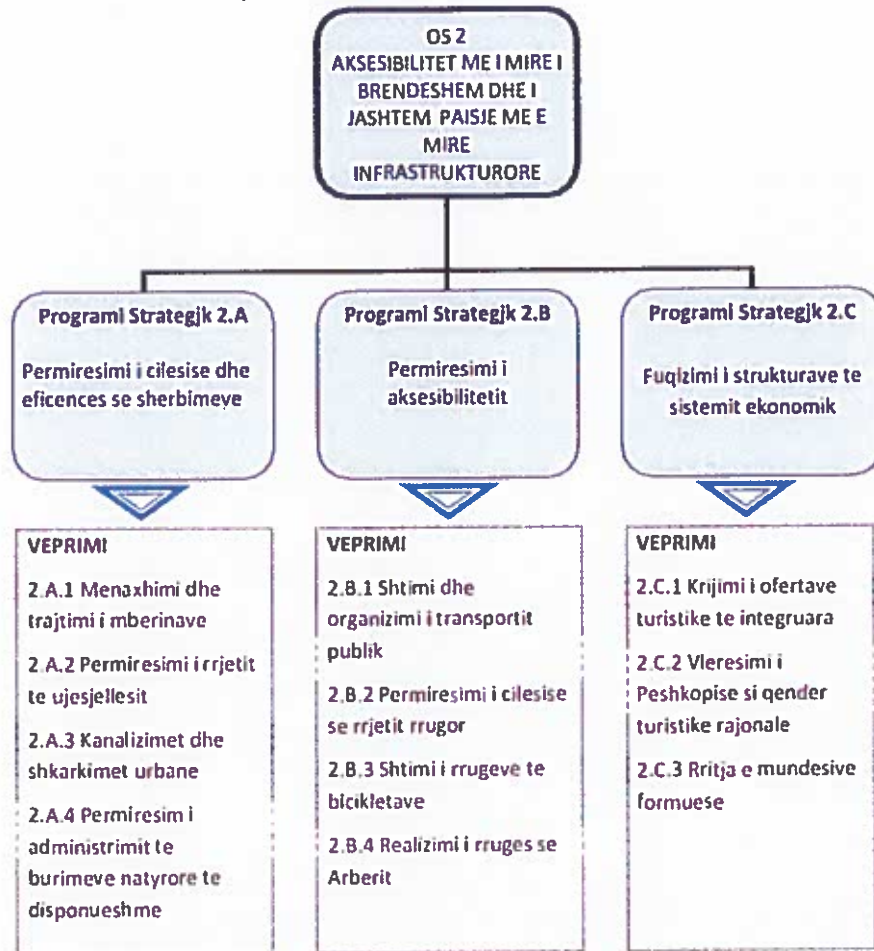 OS 2
AKSESIBILITET ME I MIRE I
BRENDESHEM DHE I
JASHTEM PAISJE ME E
MIRE
INFRASTRUKTURORE
Programi Strategjk 2.A
Permiresimi i cilesise dhe
eficences se sherbimeve
Programi Strategjk 2.B
Permiresimi i
aksesibilitetit
Programi Strategjk 2.C
Fuqizimi i strukturave te
sistemit ekonomik
VEPRIMI
2.A.1 Menaxhimi dhe
trajtimi i mberinave
2.A.2 Permiresimi i rrjetit
te ujesjellesit
2.A.3 Kanalizimet dhe
shkarkimet urbane
2.A.4 Permiresim i
administrimit te
burimeve natyrore te
disponueshme
VEPRIMI
2.B.1 Shtimi dhe
organizimi i transportit
publik
2.B.2 Permiresimi i cilesise
se rrjetit rrugor
2.B.3 Shtimi i rrugeve te
bicikletave
2.B.4 Realizimi i rruges se
Arberit
VEPRIMI
2.C.1 Krijimi i ofertave
turistike te integruara
2.C.2 Vleresimi i
Peshkopise si qender
turistike rajonale
2.C.3 Rritja e mundesive
formuese